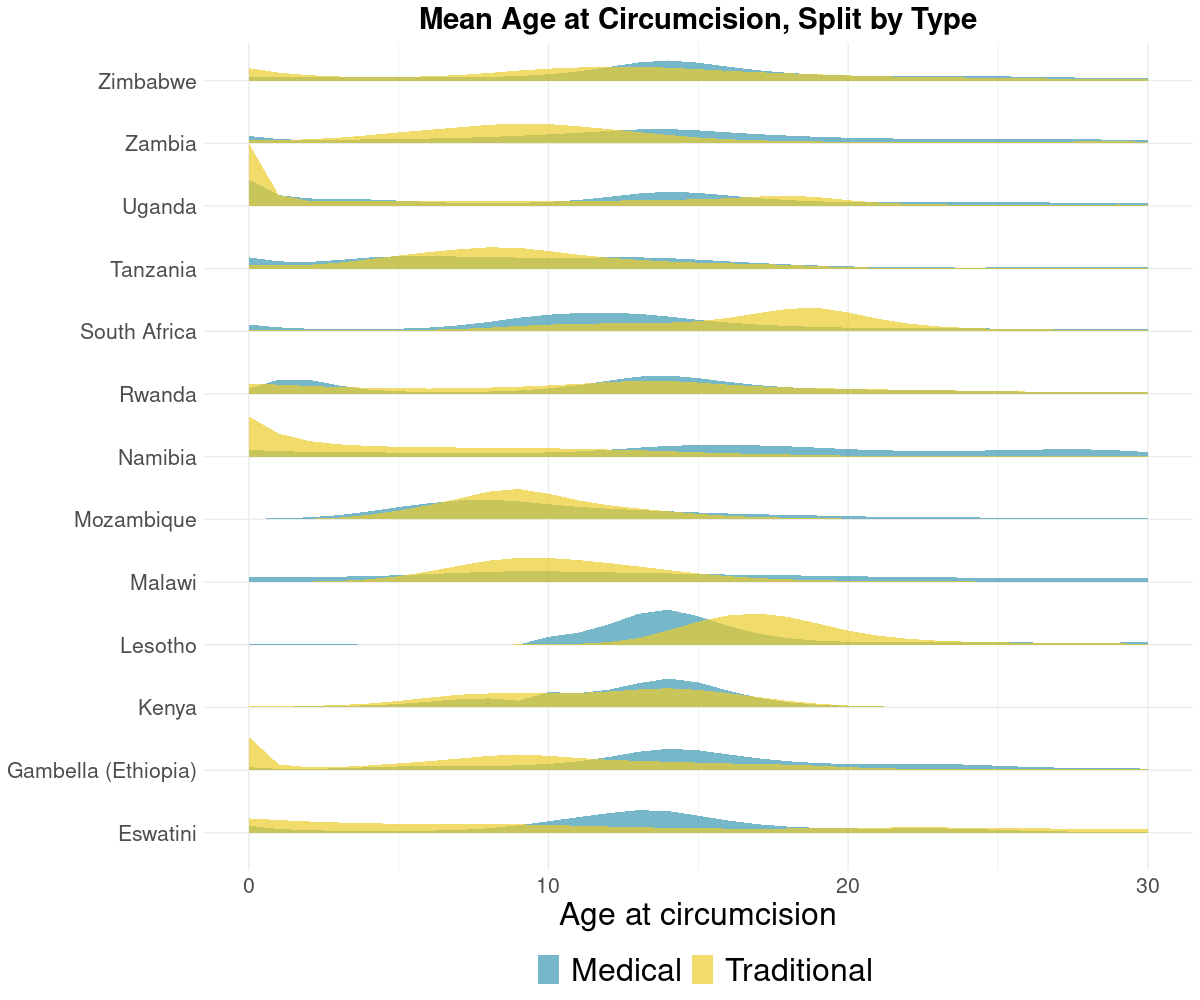 Mean Age at Circumcision, Split by Type
Zimbabwe
Zambia
Uganda
Tanzania
South Africa
Rwanda
Namibia
Mozambique
Malawi
Lesotho
Kenya
Gambella (Ethiopia)
Eswatini
0 10 20 30
Age at circumcision
Medical Traditional